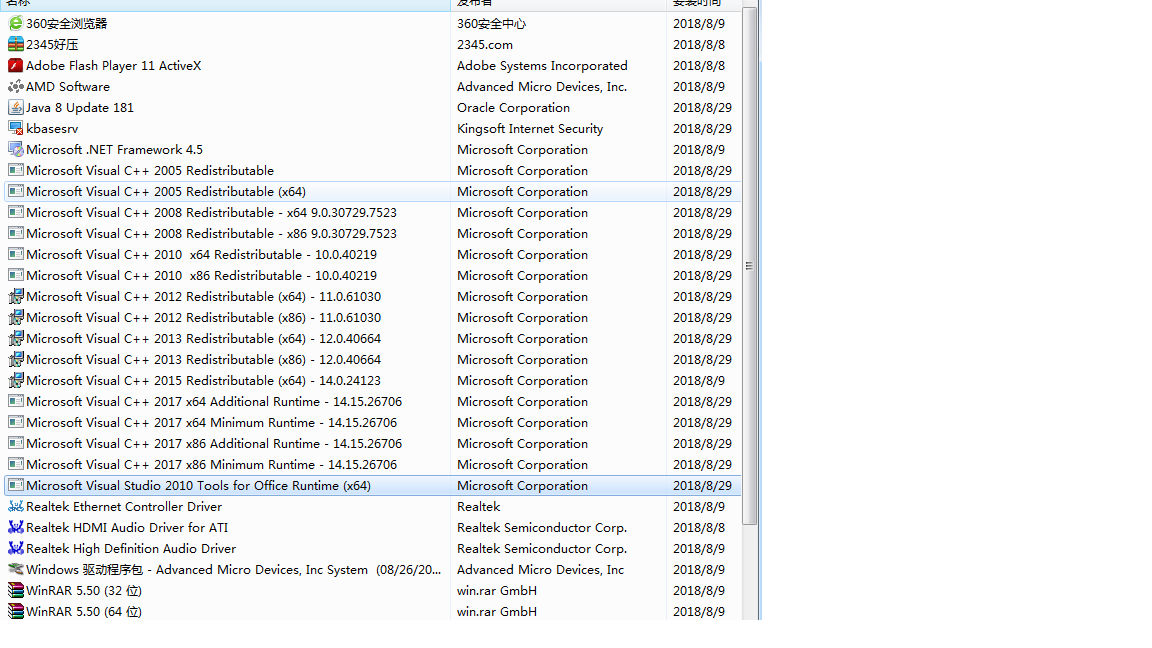 名称 发布者 安装时间
360安全浏览器 360安全中心 2018/8/9
2345好压 2345.com 2018/8/8
Adobe Flash Player 11 ActiveX Adobe Systems Incorporated 2018/8/8
AMD Software Advanced Micro Devices, Inc. 2018/8/9
Java 8 Update 181 Oracle Corporation 2018/8/29
kbasesrv Kingsoft Internet Security 2018/8/29
Microsoft .NET Framework 4.5 Microsoft Corporation 2018/8/9
Microsoft Visual C++ 2005 Redistributable Microsoft Corporation 2018/8/29
Microsoft Visual C++ 2005 Redistributable (x64) Microsoft Corporation 2018/8/29
Microsoft Visual C++ 2008 Redistributable - x64 9.0.30729.7523 Microsoft Corporation 2018/8/29
Microsoft Visual C++ 2008 Redistributable - x86 9.0.30729.7523 Microsoft Corporation 2018/8/29
Microsoft Visual C++ 2010  x64 Redistributable - 10.0.40219 Microsoft Corporation 2018/8/29
Microsoft Visual C++ 2010  x86 Redistributable - 10.0.40219 Microsoft Corporation 2018/8/29
Microsoft Visual C++ 2012 Redistributable (x64) - 11.0.61030 Microsoft Corporation 2018/8/29
Microsoft Visual C++ 2012 Redistributable (x86) - 11.0.61030 Microsoft Corporation 2018/8/29
Microsoft Visual C++ 2013 Redistributable (x64) - 12.0.40664 Microsoft Corporation 2018/8/29
Microsoft Visual C++ 2013 Redistributable (x86) - 12.0.40664 Microsoft Corporation 2018/8/29
Microsoft Visual C++ 2015 Redistributable (x64) - 14.0.24123 Microsoft Corporation 2018/8/9
Microsoft Visual C++ 2017 x64 Additional Runtime - 14.15.26706 Microsoft Corporation 2018/8/29
Microsoft Visual C++ 2017 x64 Minimum Runtime - 14.15.26706 Microsoft Corporation 2018/8/29
Microsoft Visual C++ 2017 x86 Additional Runtime - 14.15.26706 Microsoft Corporation 2018/8/29
Microsoft Visual C++ 2017 x86 Minimum Runtime - 14.15.26706 Microsoft Corporation 2018/8/29
Microsoft Visual Studio 2010 Tools for Office Runtime (x64) Microsoft Corporation 2018/8/29
Realtek Ethernet Controller Driver Realtek 2018/8/9
Realtek HDMI Audio Driver for ATI Realtek Semiconductor Corp. 2018/8/8
Realtek High Definition Audio Driver Realtek Semiconductor Corp. 2018/8/9
Windows 驱动程序包 - Advanced Micro Devices, Inc System  (08/26/20... Advanced Micro Devices, Inc 2018/8/9
WinRAR 5.50 (32 位) win.rar GmbH 2018/8/9
WinRAR 5.50 (64 位) win.rar GmbH 2018/8/9